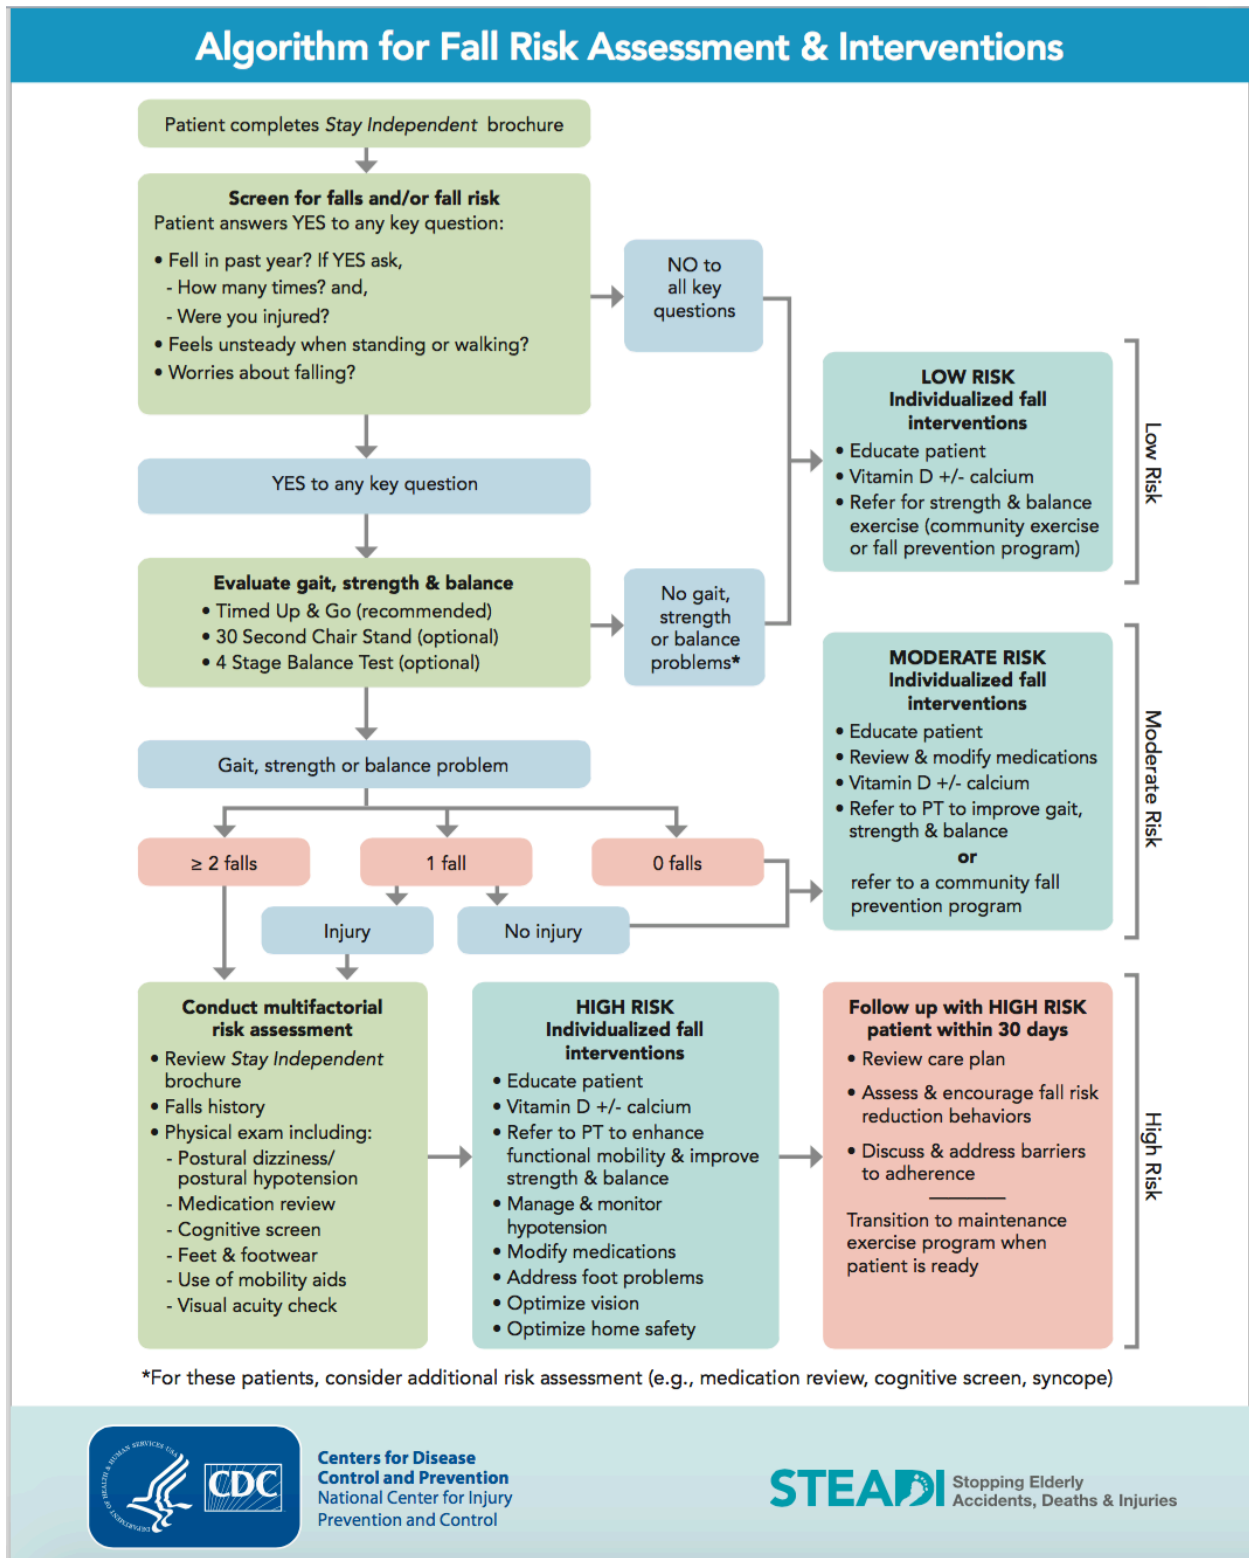 Algorithm for Fall Risk Assessment & Interventions
Patient completes Stay Independent brochure
Screen for falls and/or fall risk
Patient answers YES to any key question:
• Fell in past year? If YES ask,
- How many times? and,
- Were you injured?
• Feels unsteady when standing or walking?
• Worries about falling?
NO to
all key
questions
YES to any key question
Evaluate gait, strength & balance
• Timed Up & Go (recommended)
• 30 Second Chair Stand (optional)
• 4 Stage Balance Test (optional)
No gait,
strength
or balance
problems*
LOW RISK
Individualized fall
interventions
• Educate patient
• Vitamin D +/- calcium
• Refer for strength & balance
exercise (community exercise
or fall prevention program)
Low Risk
Gait, strength or balance problem
≥ 2 falls
1 fall
0 falls
Injury
No injury
MODERATE RISK
Individualized fall
interventions
• Educate patient
• Review & modify medications
• Vitamin D +/- calcium
• Refer to PT to improve gait,
strength & balance
or
refer to a community fall
prevention program
Moderate Risk
Conduct multifactorial
risk assessment
• Review Stay Independent
brochure
• Falls history
• Physical exam including:
- Postural dizziness/
postural hypotension
- Medication review
- Cognitive screen
- Feet & footwear
- Use of mobility aids
- Visual acuity check
HIGH RISK
Individualized fall
interventions
• Educate patient
• Vitamin D +/- calcium
• Refer to PT to enhance
functional mobility & improve
strength & balance
• Manage & monitor
hypotension
• Modify medications
• Address foot problems
• Optimize vision
• Optimize home safety
Follow up with HIGH RISK
patient within 30 days
• Review care plan
• Assess & encourage fall risk
reduction behaviors
• Discuss & address barriers
to adherence
Transition to maintenance
exercise program when
patient is ready
High Risk
*For these patients, consider additional risk assessment (e.g., medication review, cognitive screen, syncope)
DEPARTMENT OF HEALTH & HUMAN SERVICES USA
CDC
Centers for Disease
Control and Prevention
National Center for Injury
Prevention and Control
STEADI
Stopping Elderly
Accidents, Deaths & Injuries